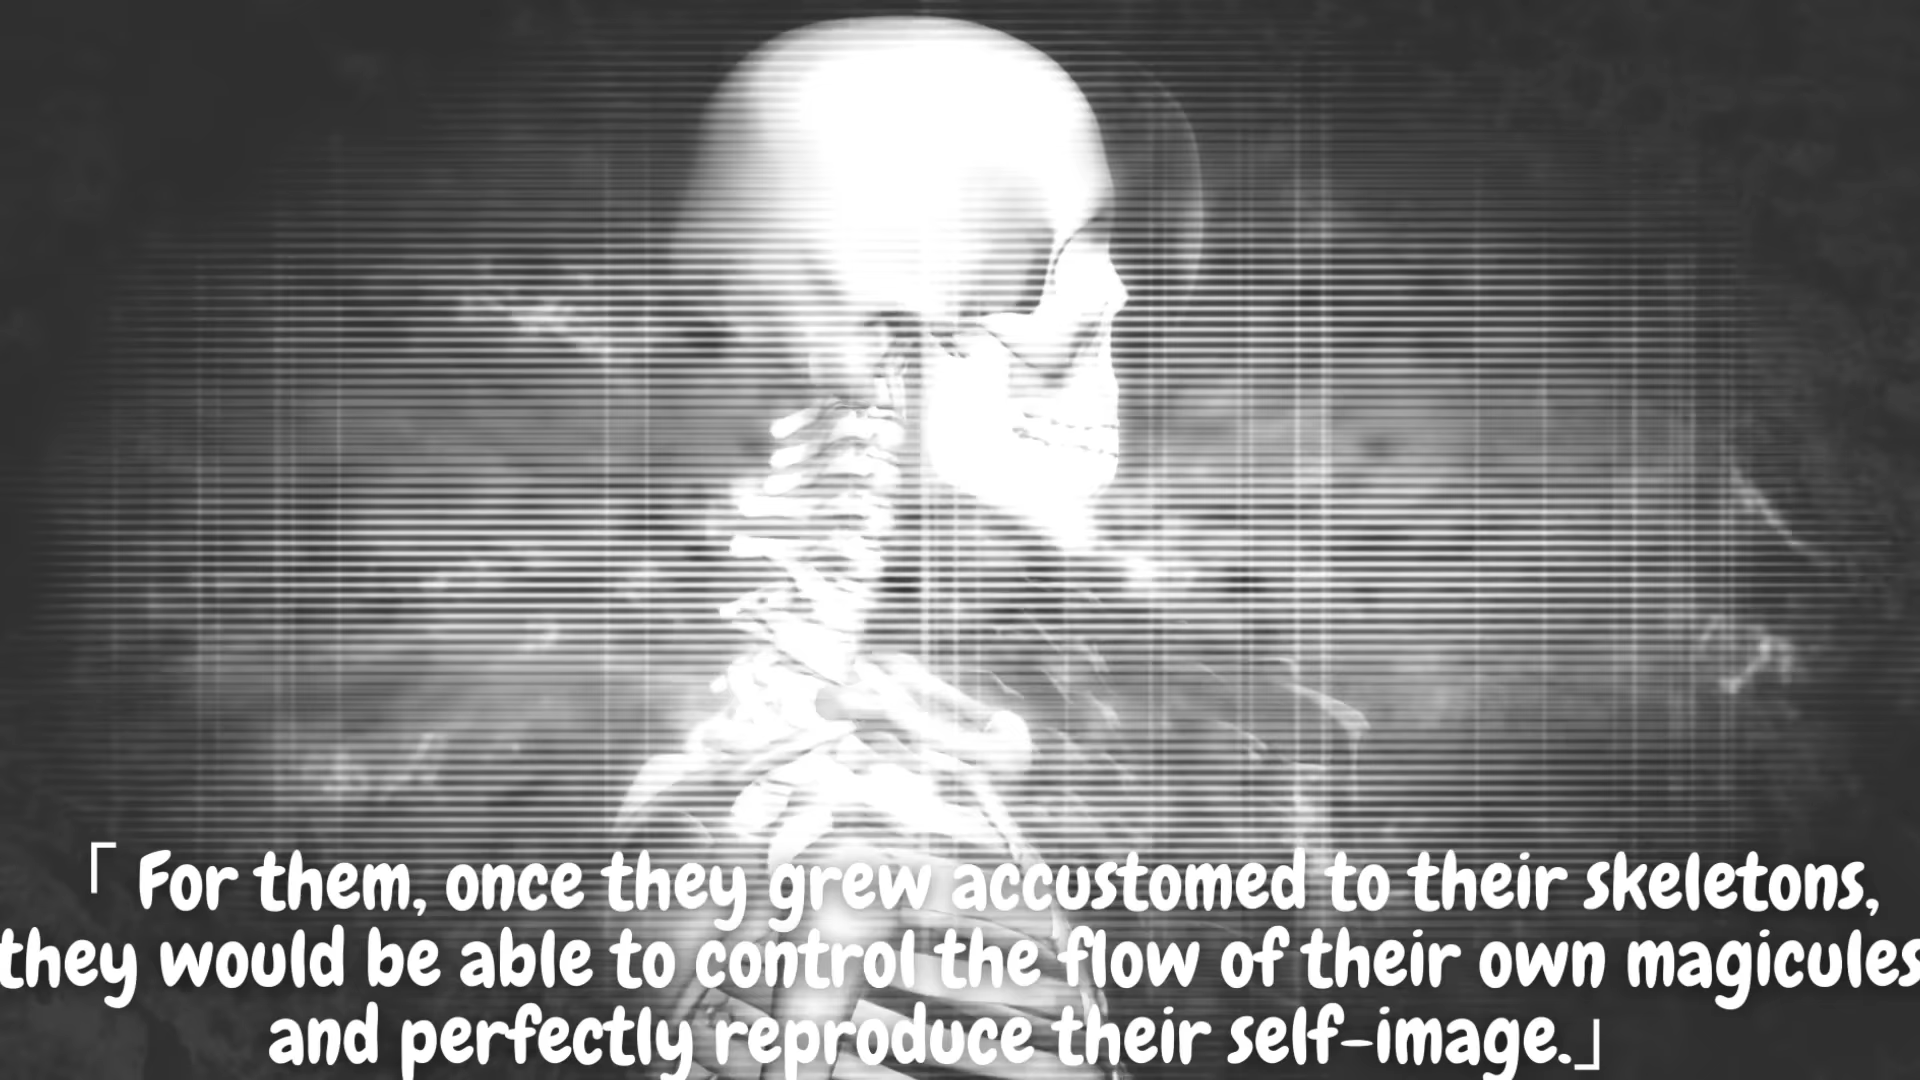 「 For them, once they grew accustomed to their skeletons,
they would be able to control the flow of their own magicules
and perfectly reproduce their self-image.」